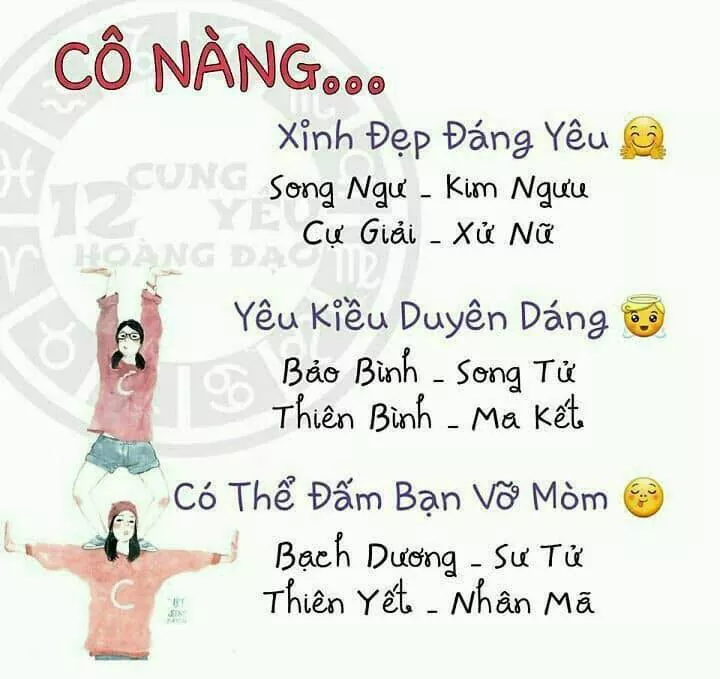 CÔ NÀNG...
Xinh Đẹp Đáng Yêu
Song Ngư - Kim Ngưu
Cự Giải - Xử Nữ
12 CUNG
YÊU
HOÀNG ĐẠO
Yêu Kiều Duyên Dáng
Bảo Bình - Song Tử
Thiên Bình - Ma Kết
Có Thể Đấm Bạn Vỡ Mòm
Bạch Dương - Sư Tử
Thiên Yết - Nhân Mã
C
C